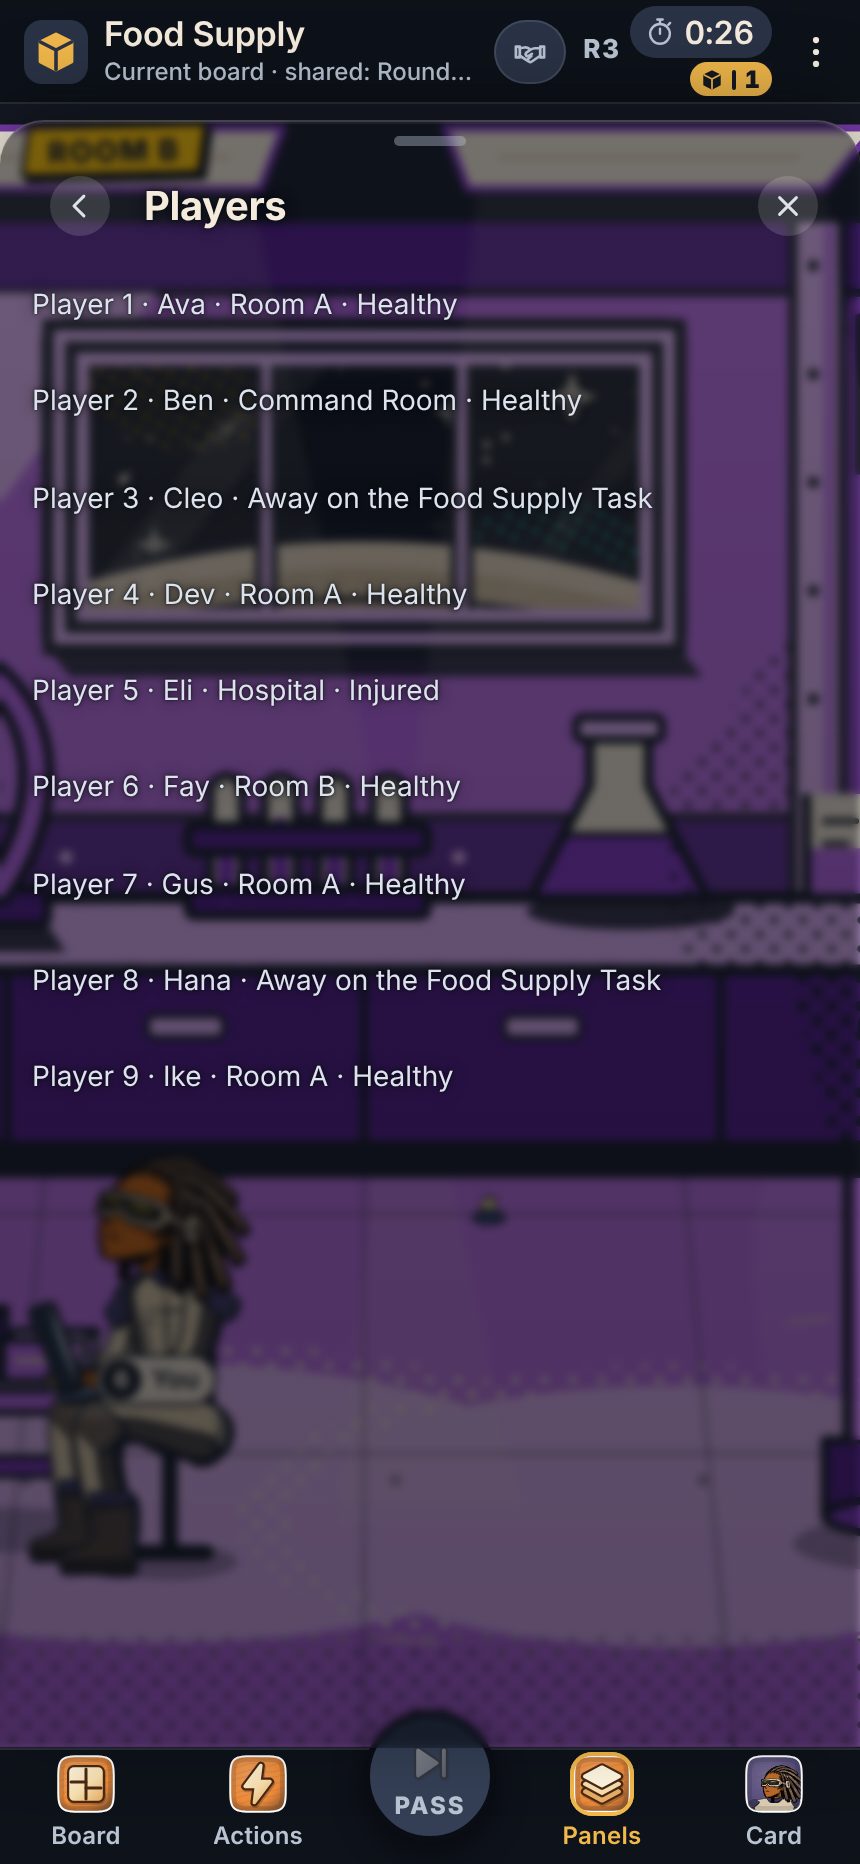 Food Supply
Current board · shared: Round...
R3
0:26
1
ROOM B
Players
Player 1 · Ava · Room A · Healthy
Player 2 · Ben · Command Room · Healthy
Player 3 · Cleo · Away on the Food Supply Task
Player 4 · Dev · Room A · Healthy
Player 5 · Eli · Hospital · Injured
Player 6 · Fay · Room B · Healthy
Player 7 · Gus · Room A · Healthy
Player 8 · Hana · Away on the Food Supply Task
Player 9 · Ike · Room A · Healthy
You
PASS
Board
Actions
Panels
Card